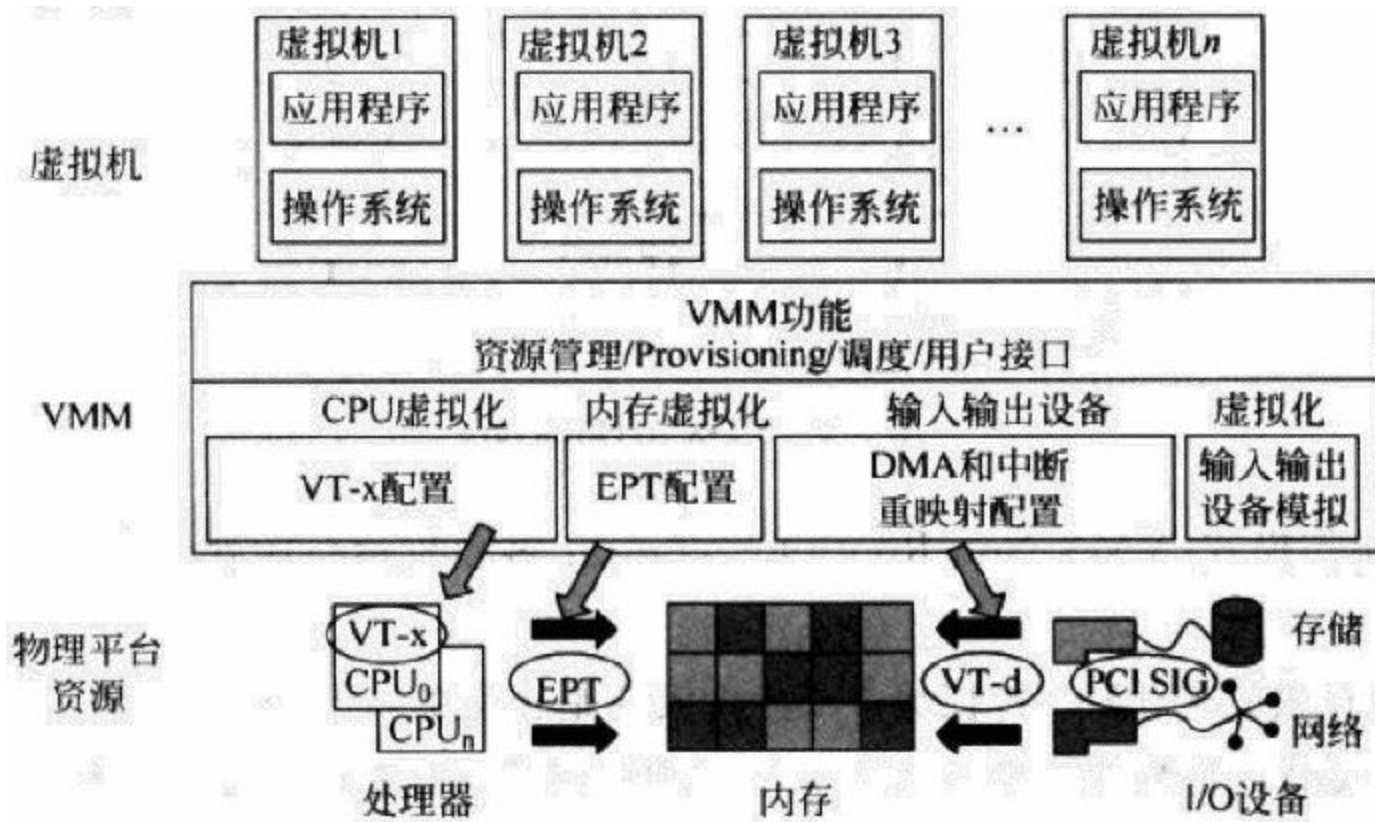 虚拟机1 虚拟机2 虚拟机3 虚拟机n
应用程序 应用程序 应用程序 … 应用程序
虚拟机
操作系统 操作系统 操作系统 操作系统
VMM功能
资源管理/Provisioning/调度/用户接口
VMM
CPU虚拟化 内存虚拟化 输入输出设备 虚拟化
VT-x配置 EPT配置 DMA和中断 输入输出
重映射配置 设备模拟
物理平台
资源
VT-x
CPU0 EPT VT-d PCI SIG 存储
CPUn 网络
处理器 内存 I/O设备